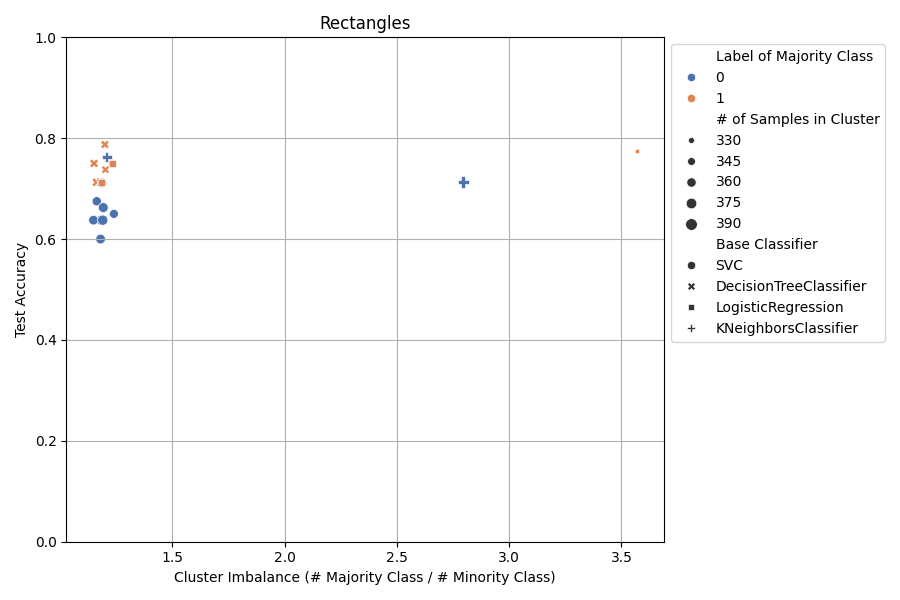 Rectangles
1.0
0.8
0.6
0.4
0.2
0.0
Test Accuracy
1.5
2.0
2.5
3.0
3.5
Cluster Imbalance (# Majority Class / # Minority Class)
Label of Majority Class
0
1
# of Samples in Cluster
330
345
360
375
390
Base Classifier
SVC
DecisionTreeClassifier
LogisticRegression
KNeighborsClassifier